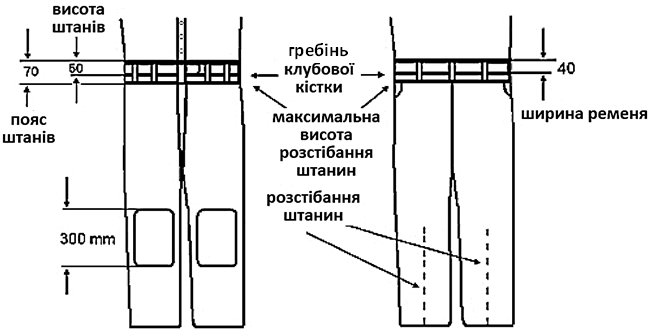 висота
штанів
70
50
пояс
штанів
300 mm
гребінь
клубової
кістки
максимальна
висота
розстібання
штанин
розстібання
штанин
40
ширина ременя